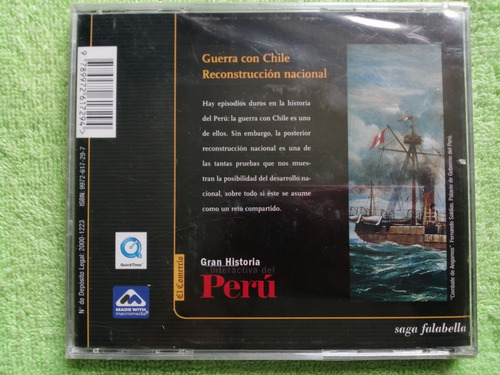 Guerra con Chile
Reconstrucción nacional
Hay episodios duros en la historia
del Perú: la guerra con Chile es uno
de ellos. Sin embargo, la posterior
reconstrucción nacional es una de
las tantas pruebas que nos mues-
tran la posibilidad del desarrollo na-
cional, sobre todo si éste se asume
como un reto compartido.
"Combate de Angamos" Fernando Saldías. Palacio de Gobierno del Perú.
El Comercio
Gran Historia
Interactiva del
Perú
saga falabella
9 789972 617294
ISBN: 9972-617-29-7
N° de Depósito Legal: 2000-1223
QuickTime
MADE WITH
macromedia